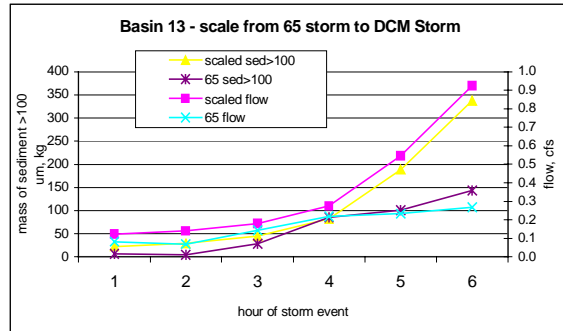 Basin 13 - scale from 65 storm to DCM Storm
scaled sed>100
65 sed>100
scaled flow
65 flow
mass of sediment >100
um, kg
400
350
300
250
200
150
100
50
0
1.0
0.9
0.8
0.7
0.6
0.5
0.4
0.3
0.2
0.1
0.0
flow, cfs
1 2 3 4 5 6
hour of storm event